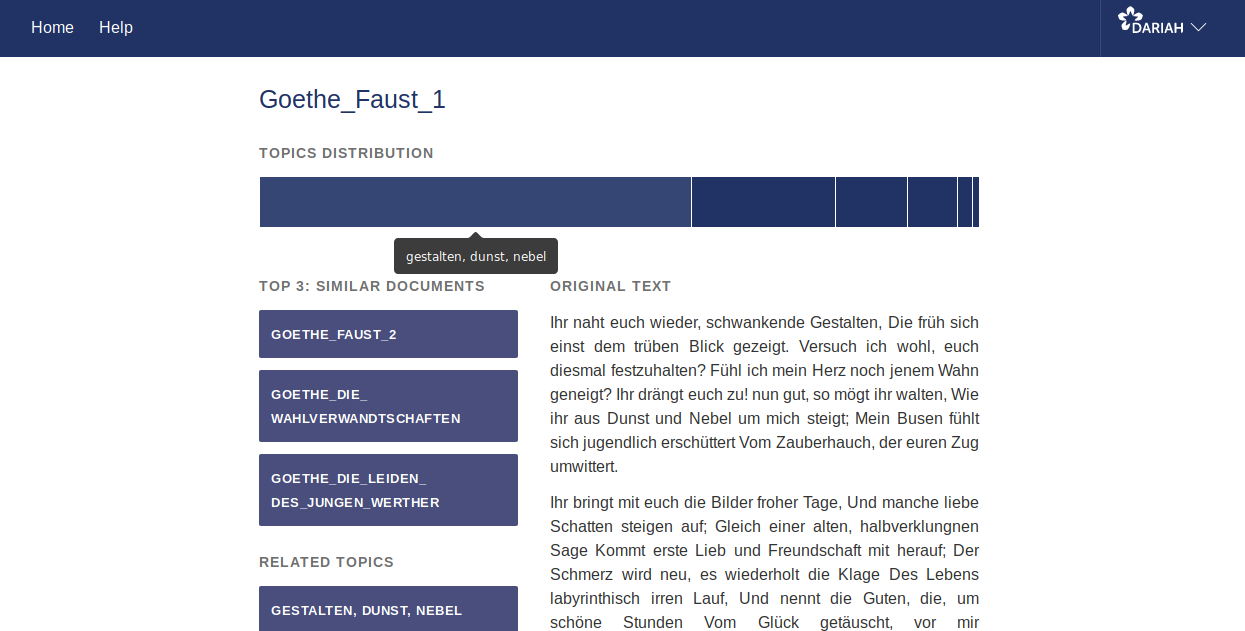 Home Help DARIAH
Goethe_Faust_1
TOPICS DISTRIBUTION
gestalten, dunst, nebel
TOP 3: SIMILAR DOCUMENTS
GOETHE_FAUST_2
GOETHE_DIE_
WAHLVERWANDTSCHAFTEN
GOETHE_DIE_LEIDEN_
DES_JUNGEN_WERTHER
RELATED TOPICS
GESTALTEN, DUNST, NEBEL
ORIGINAL TEXT
Ihr naht euch wieder, schwankende Gestalten, Die früh sich
einst dem trüben Blick gezeigt. Versuch ich wohl, euch
diesmal festzuhalten? Fühl ich mein Herz noch jenem Wahn
geneigt? Ihr drängt euch zu! nun gut, so mögt ihr walten, Wie
ihr aus Dunst und Nebel um mich steigt; Mein Busen fühlt
sich jugendlich erschüttert Vom Zauberhauch, der euren Zug
umwittert.
Ihr bringt mit euch die Bilder froher Tage, Und manche liebe
Schatten steigen auf; Gleich einer alten, halbverklungnen
Sage Kommt erste Lieb und Freundschaft mit herauf; Der
Schmerz wird neu, es wiederholt die Klage Des Lebens
labyrinthisch irren Lauf, Und nennt die Guten, die, um
schöne Stunden Vom Glück getäuscht, vor mir